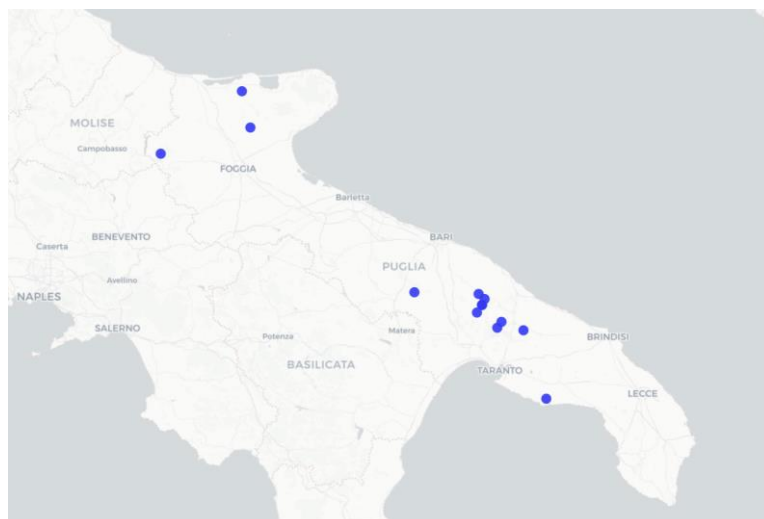 MOLISE
Campobasso
FOGGIA
Barletta
BENEVENTO
BARI
Caserta
PUGLIA
Avellino
NAPLES
SALERNO
Potenza
Matera
BRINDISI
BASILICATA
TARANTO
LECCE